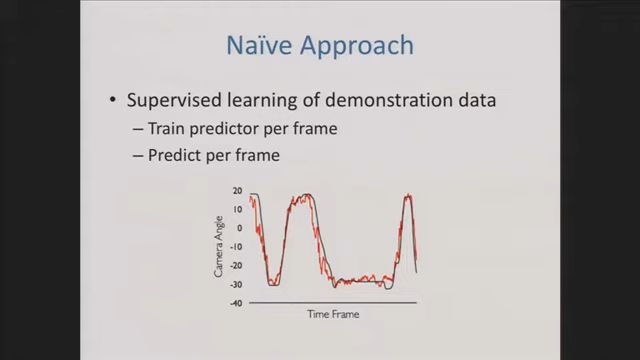 Naïve Approach
• Supervised learning of demonstration data
– Train predictor per frame
– Predict per frame
20
10
0
-10
-20
-30
-40
Camera Angle
Time Frame